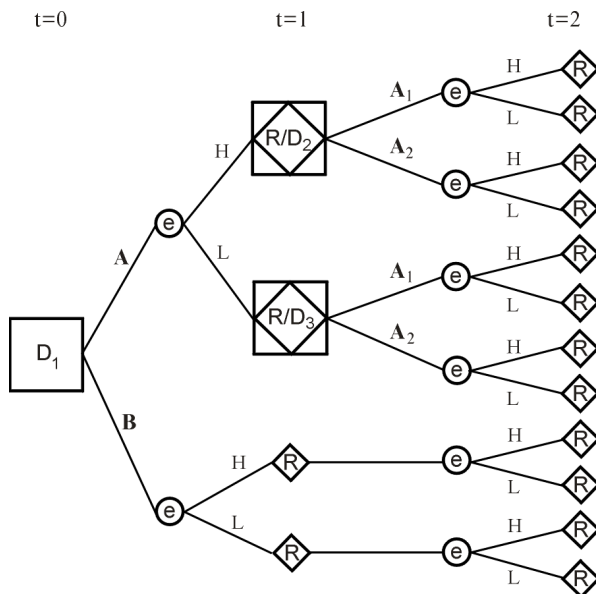 t=0 t=1 t=2
H
R
A₁ e
L
R
H R/D₂
H
A₂ e R
L
R
e
A
H
R
L A₁ e
L
R
R/D₃
H
D₁ A₂ R
e
L
R
B
H
R
H R e
L
R
e
L
H
R
R e
L
R